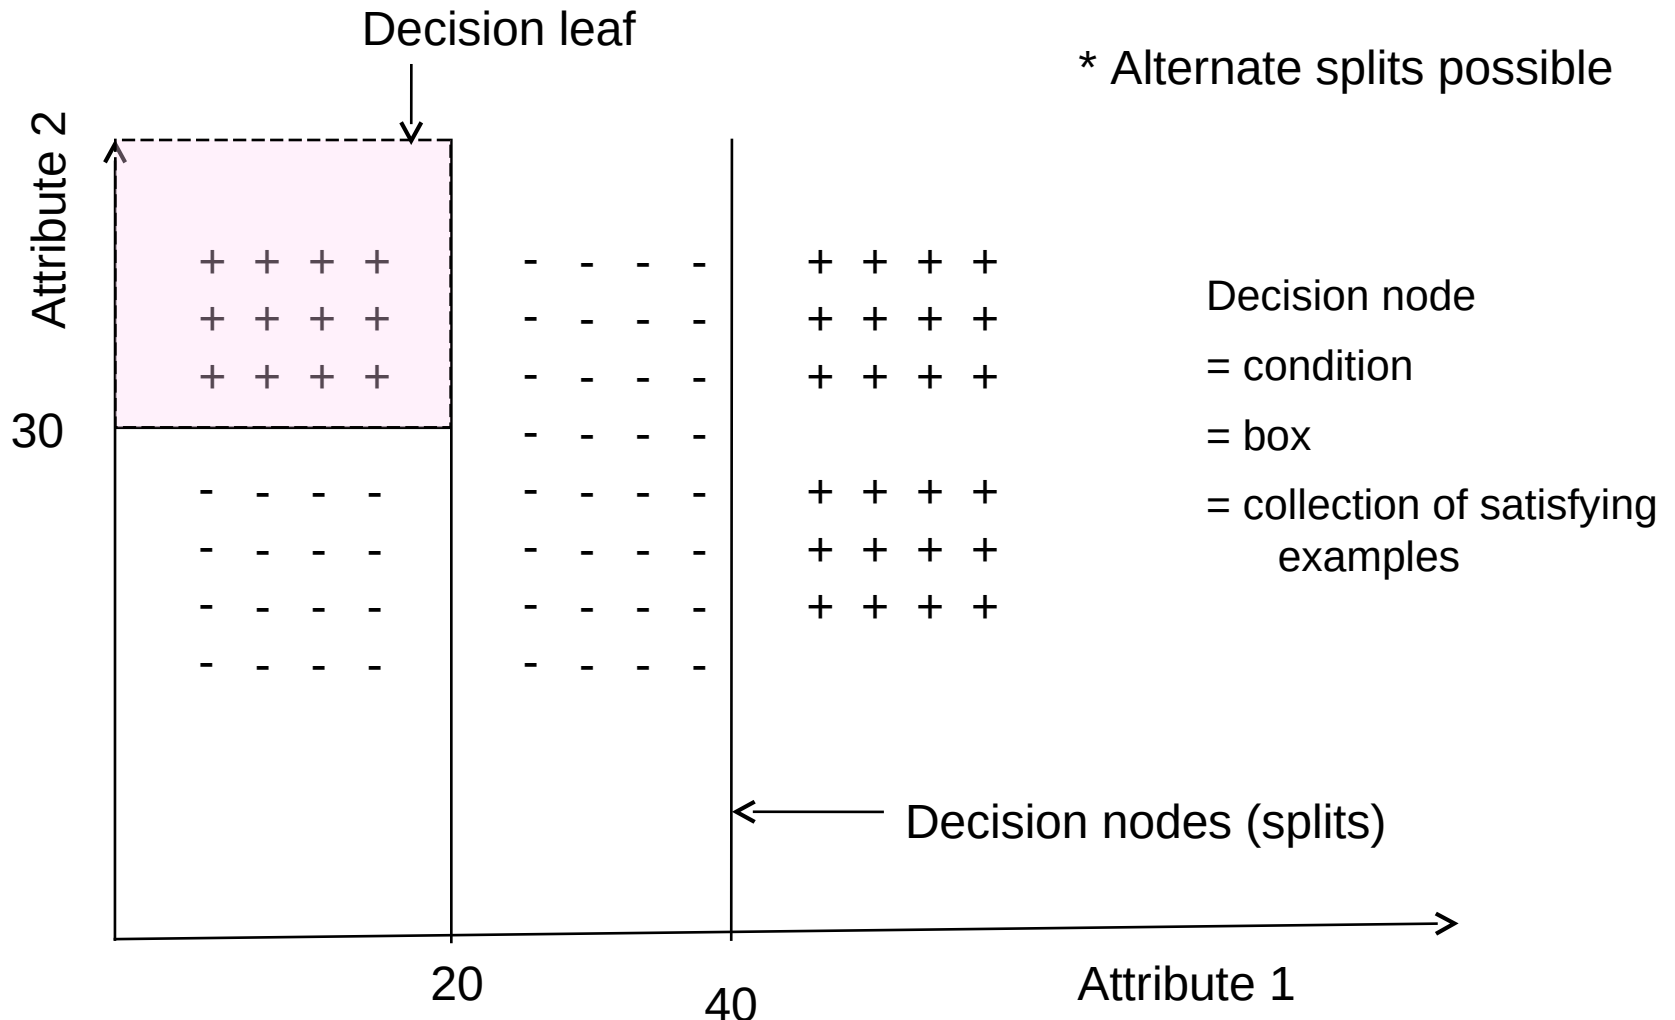 Decision leaf
* Alternate splits possible
Attribute 2
+ + + + - - - - + + + +
+ + + + - - - - + + + +
+ + + + - - - - + + + +
30 - - - -
- - - - - - - - + + + +
- - - - - - - - + + + +
- - - - - - - - + + + +
- - - - - - - -
Decision node
= condition
= box
= collection of satisfying
examples
Decision nodes (splits)
20
40
Attribute 1